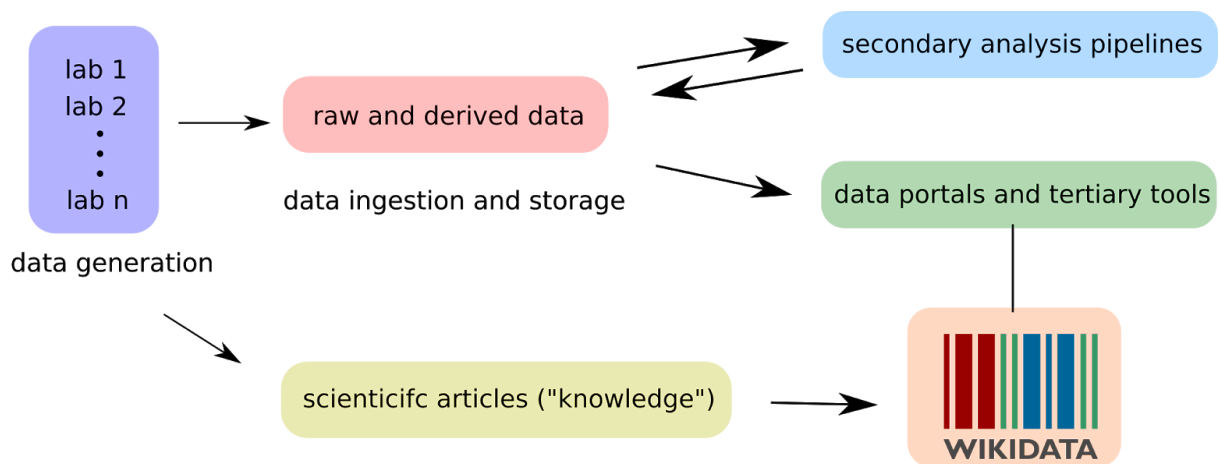 lab 1
lab 2
lab n
data generation
raw and derived data
data ingestion and storage
secondary analysis pipelines
data portals and tertiary tools
scienticifc articles ("knowledge")
WIKIDATA